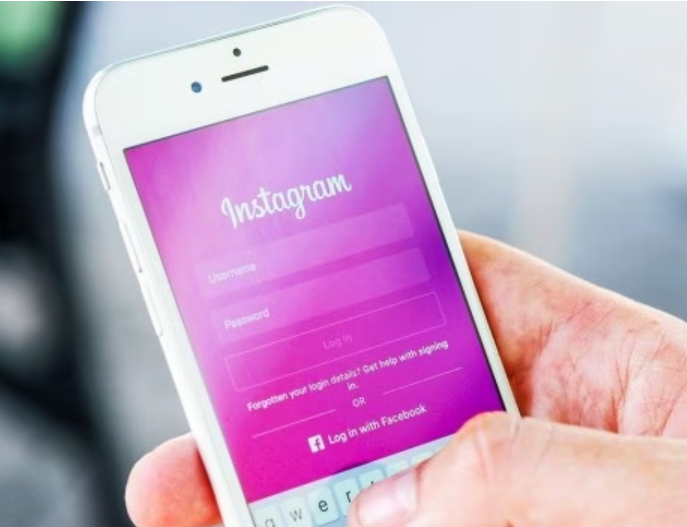 Instagram
Username
Password
Log in
Forgotten your login details? Get help with signing
in.
OR
Log in with Facebook
q w e r